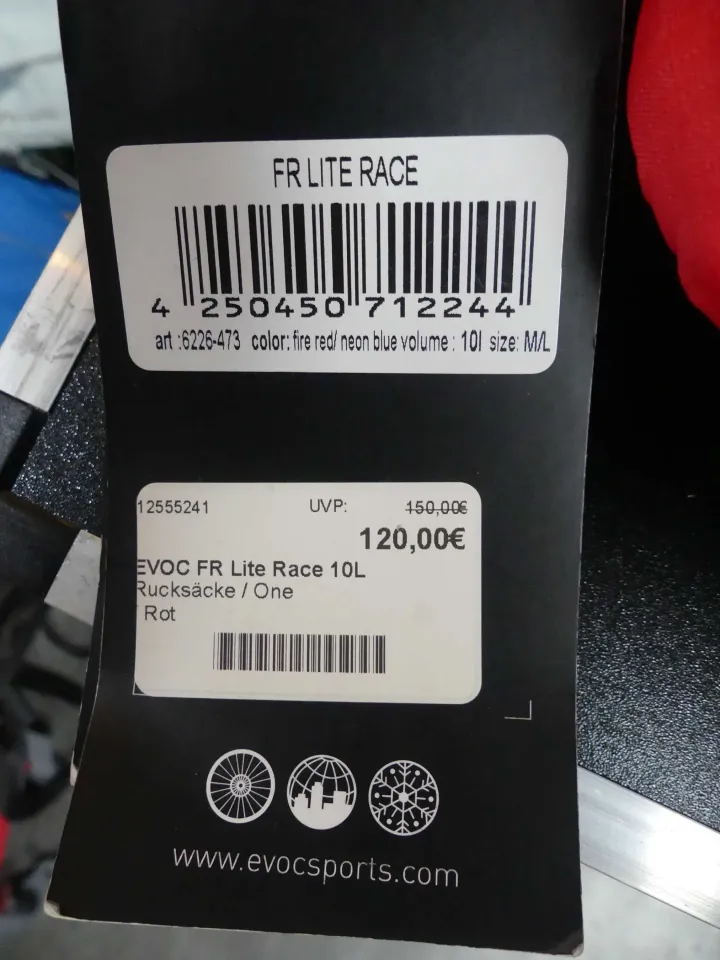 FR LITE RACE
4 250450 712244
art :6226-473 color: fire red/ neon blue volume : 10l size: M/L
12555241 UVP: 150,00€
120,00€
EVOC FR Lite Race 10L
Rucksäcke / One
/ Rot
www.evocsports.com